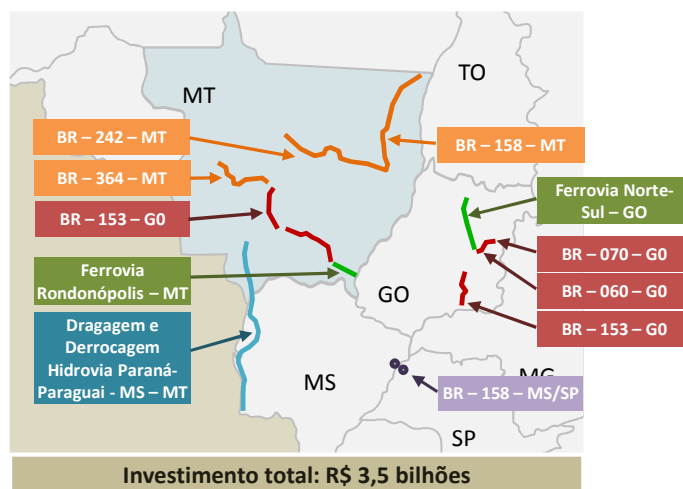 TO
MT
BR – 242 – MT
BR – 158 – MT
BR – 364 – MT
Ferrovia Norte-
Sul – GO
BR – 153 – G0
BR – 070 – G0
Ferrovia
Rondonópolis – MT
BR – 060 – G0
GO
BR – 153 – G0
Dragagem e
Derrocagem
Hidrovia Paraná-
Paraguai - MS – MT
MS
MG
BR – 158 – MS/SP
SP
Investimento total: R$ 3,5 bilhões